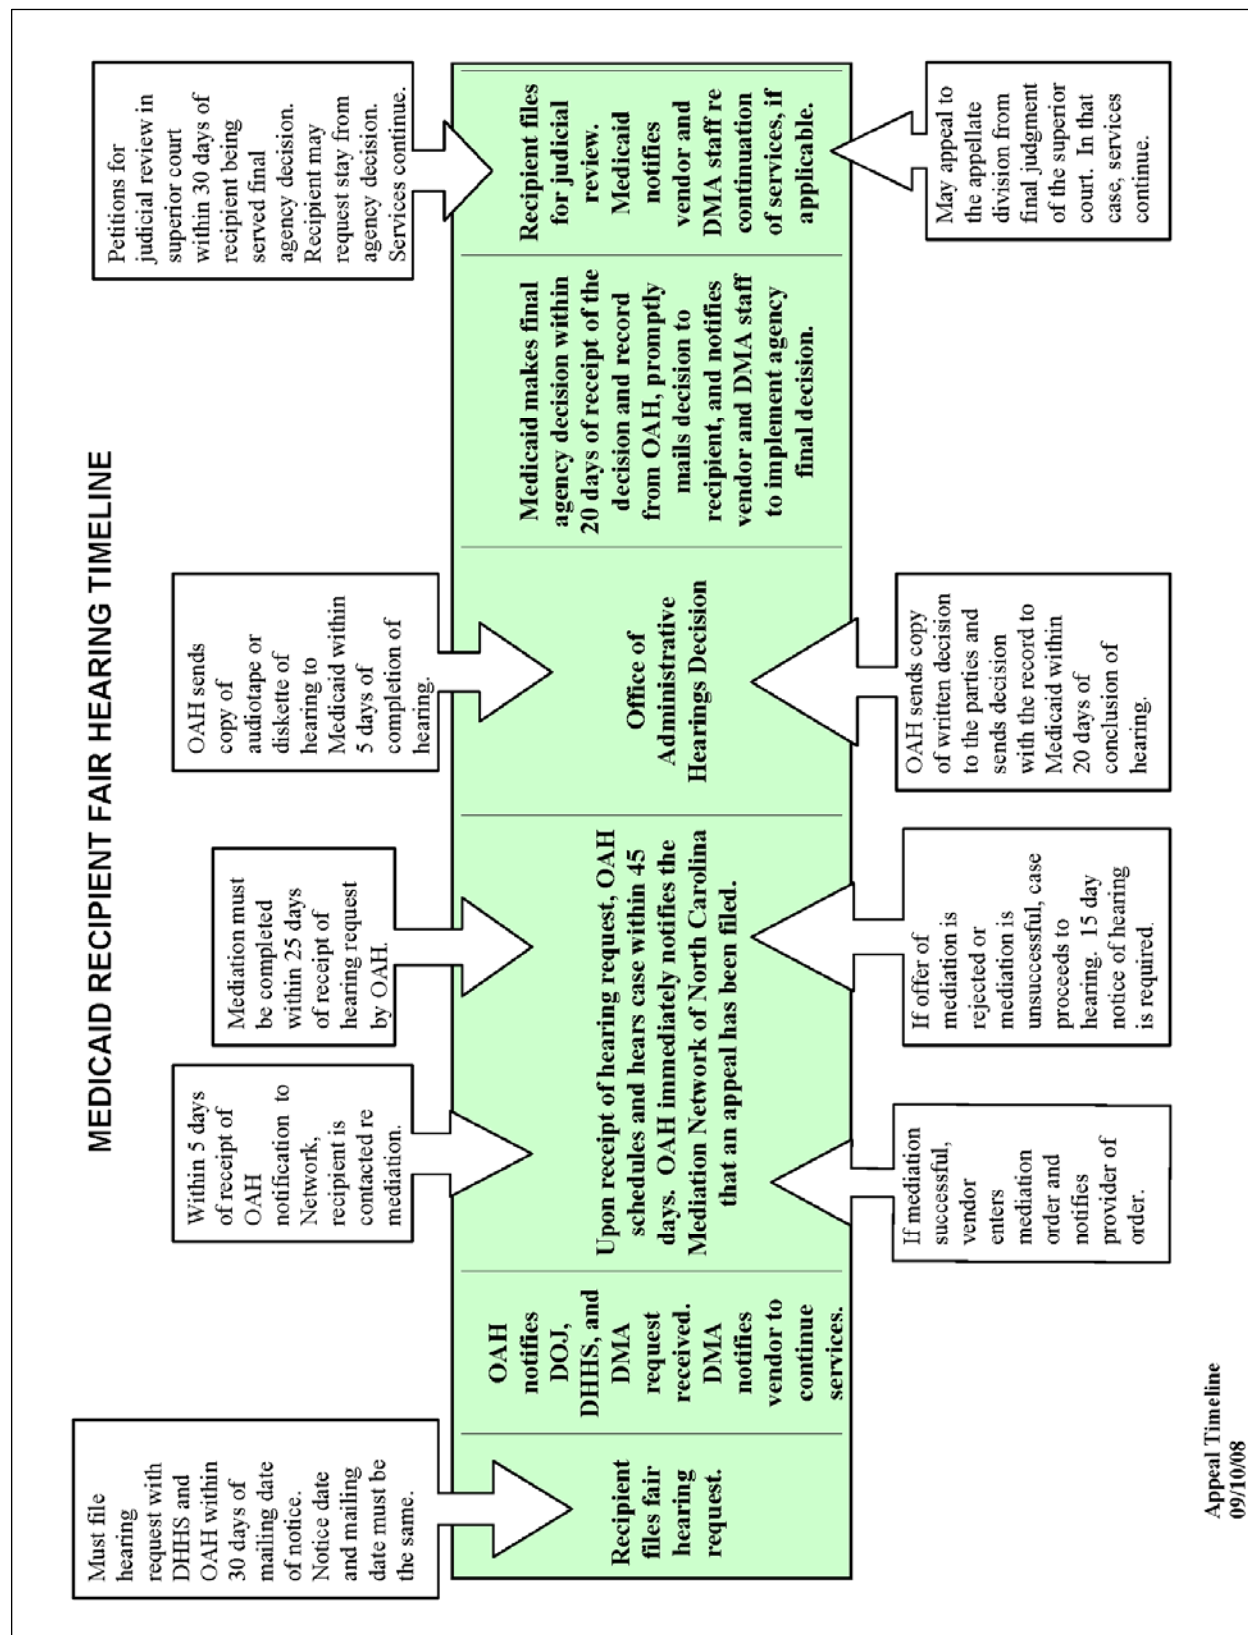 MEDICAID RECIPIENT FAIR HEARING TIMELINE
Must file
hearing
request with
DHHS and
OAH within
30 days of
mailing date
of notice.
Notice date
and mailing
date must be
the same.
Within 5 days
of receipt of
OAH
notification to
Network,
recipient is
contacted re
mediation.
Mediation must
be completed
within 25 days
of receipt of
hearing request
by OAH.
OAH sends
copy of
audiotape or
diskette of
hearing to
Medicaid within
5 days of
completion of
hearing.
Petitions for
judicial review in
superior court
within 30 days of
recipient being
served final
agency decision.
Recipient may
request stay from
agency decision.
Services continue.
Recipient
files fair
hearing
request.
OAH
notifies
DOJ,
DHHS, and
DMA
request
received.
DMA
notifies
vendor to
continue
services.
Upon receipt of hearing request, OAH
schedules and hears case within 45
days. OAH immediately notifies the
Mediation Network of North Carolina
that an appeal has been filed.
Office of
Administrative
Hearings Decision
Medicaid makes final
agency decision within
20 days of receipt of the
decision and record
from OAH, promptly
mails decision to
recipient, and notifies
vendor and DMA staff
to implement agency
final decision.
Recipient files
for judicial
review.
Medicaid
notifies
vendor and
DMA staff re
continuation
of services, if
applicable.
If mediation
successful,
vendor
enters
mediation
order and
notifies
provider of
order.
If offer of
mediation is
rejected or
mediation is
unsuccessful, case
proceeds to
hearing. 15 day
notice of hearing
is required.
OAH sends copy
of written decision
to the parties and
sends decision
with the record to
Medicaid within
20 days of
conclusion of
hearing.
May appeal to
the appellate
division from
final judgment
of the superior
court. In that
case, services
continue.
Appeal Timeline
09/10/08